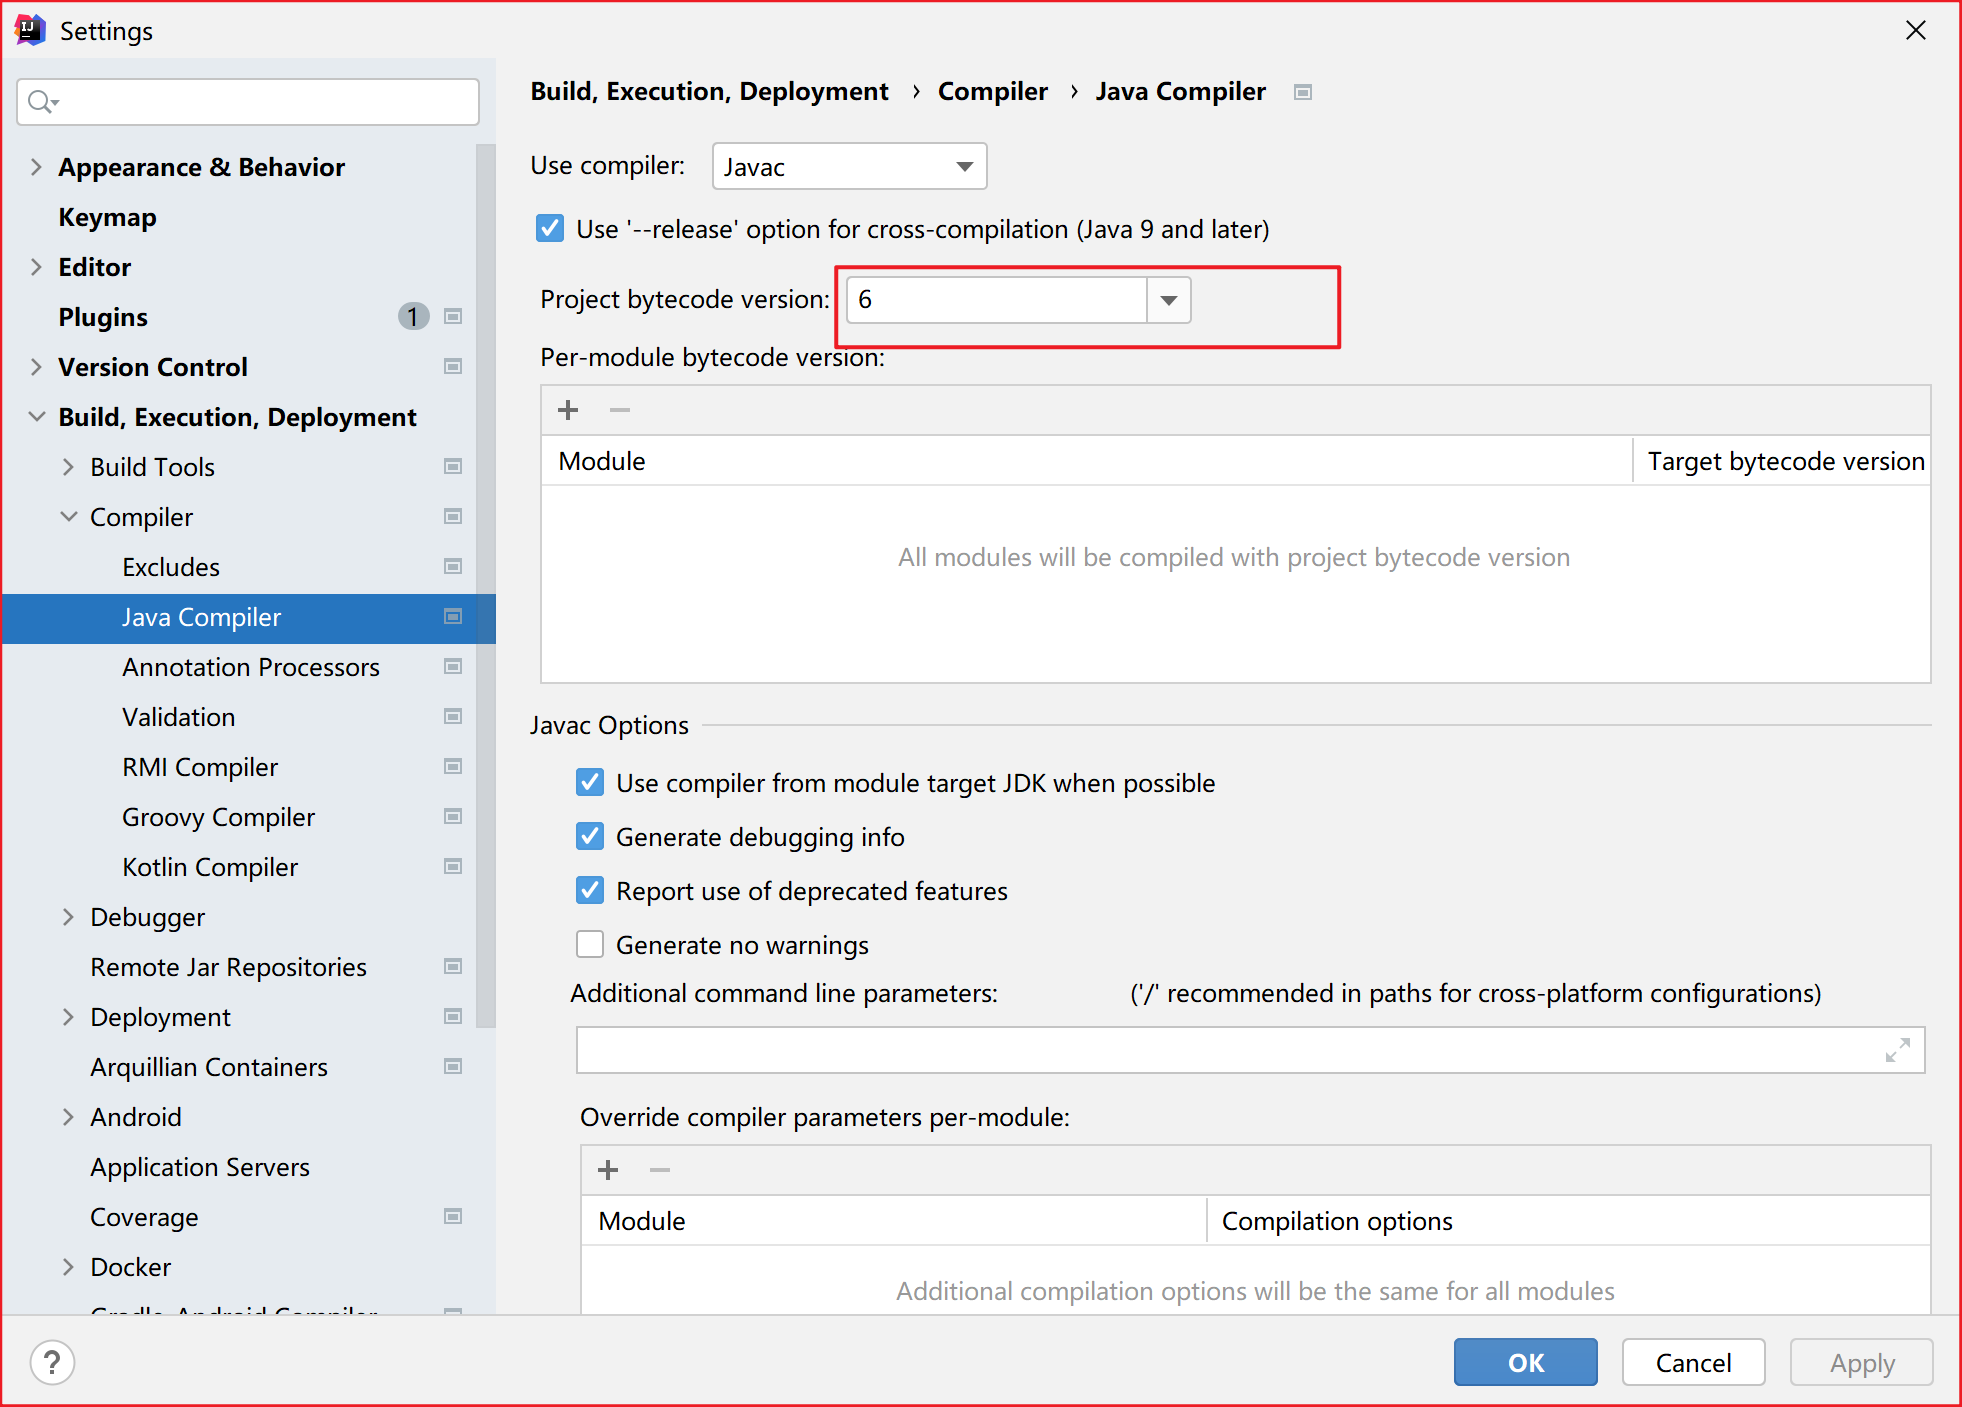 Settings
Appearance & Behavior
Keymap
Editor
Plugins 1
Version Control
Build, Execution, Deployment
Build Tools
Compiler
Excludes
Java Compiler
Annotation Processors
Validation
RMI Compiler
Groovy Compiler
Kotlin Compiler
Debugger
Remote Jar Repositories
Deployment
Arquillian Containers
Android
Application Servers
Coverage
Docker
Gradle-Android Compiler
Build, Execution, Deployment › Compiler › Java Compiler
Use compiler: Javac
Use '--release' option for cross-compilation (Java 9 and later)
Project bytecode version: 6
Per-module bytecode version:
Module Target bytecode version
All modules will be compiled with project bytecode version
Javac Options
Use compiler from module target JDK when possible
Generate debugging info
Report use of deprecated features
Generate no warnings
Additional command line parameters: ('/' recommended in paths for cross-platform configurations)
Override compiler parameters per-module:
Module Compilation options
Additional compilation options will be the same for all modules
? OK Cancel Apply